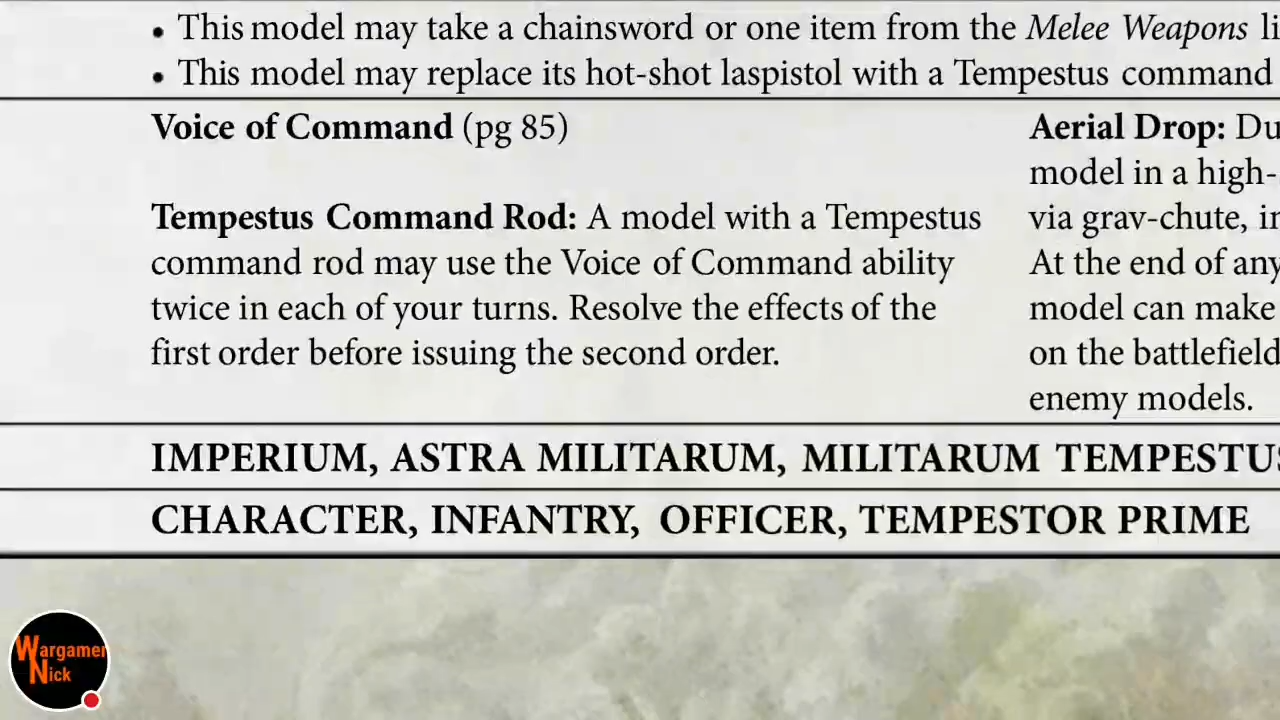 • This model may take a chainsword or one item from the Melee Weapons
• This model may replace its hot-shot laspistol with a Tempestus command
Voice of Command (pg 85)
Tempestus Command Rod: A model with a Tempestus
command rod may use the Voice of Command ability
twice in each of your turns. Resolve the effects of the
first order before issuing the second order.
Aerial Drop:
model in a high-
via grav-chute,
At the end of any
model can make
on the battlefield
enemy models.
IMPERIUM, ASTRA MILITARUM, MILITARUM TEMPESTUS
CHARACTER, INFANTRY, OFFICER, TEMPESTOR PRIME
Wargamer
Nick